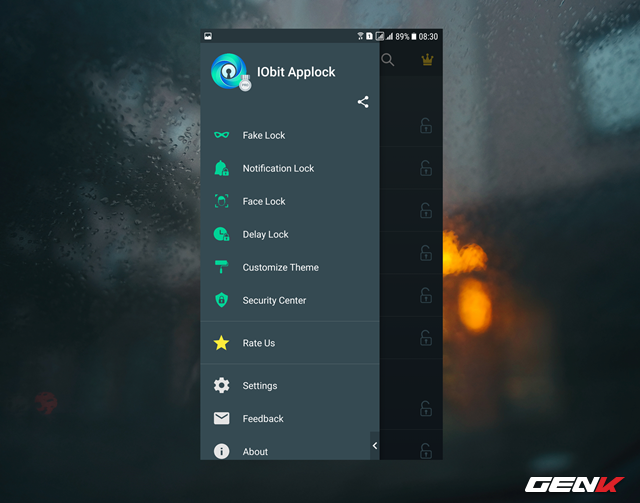 89% 08:30
IObit Applock
Fake Lock
Notification Lock
Face Lock
Delay Lock
Customize Theme
Security Center
Rate Us
Settings
Feedback
About
GENK